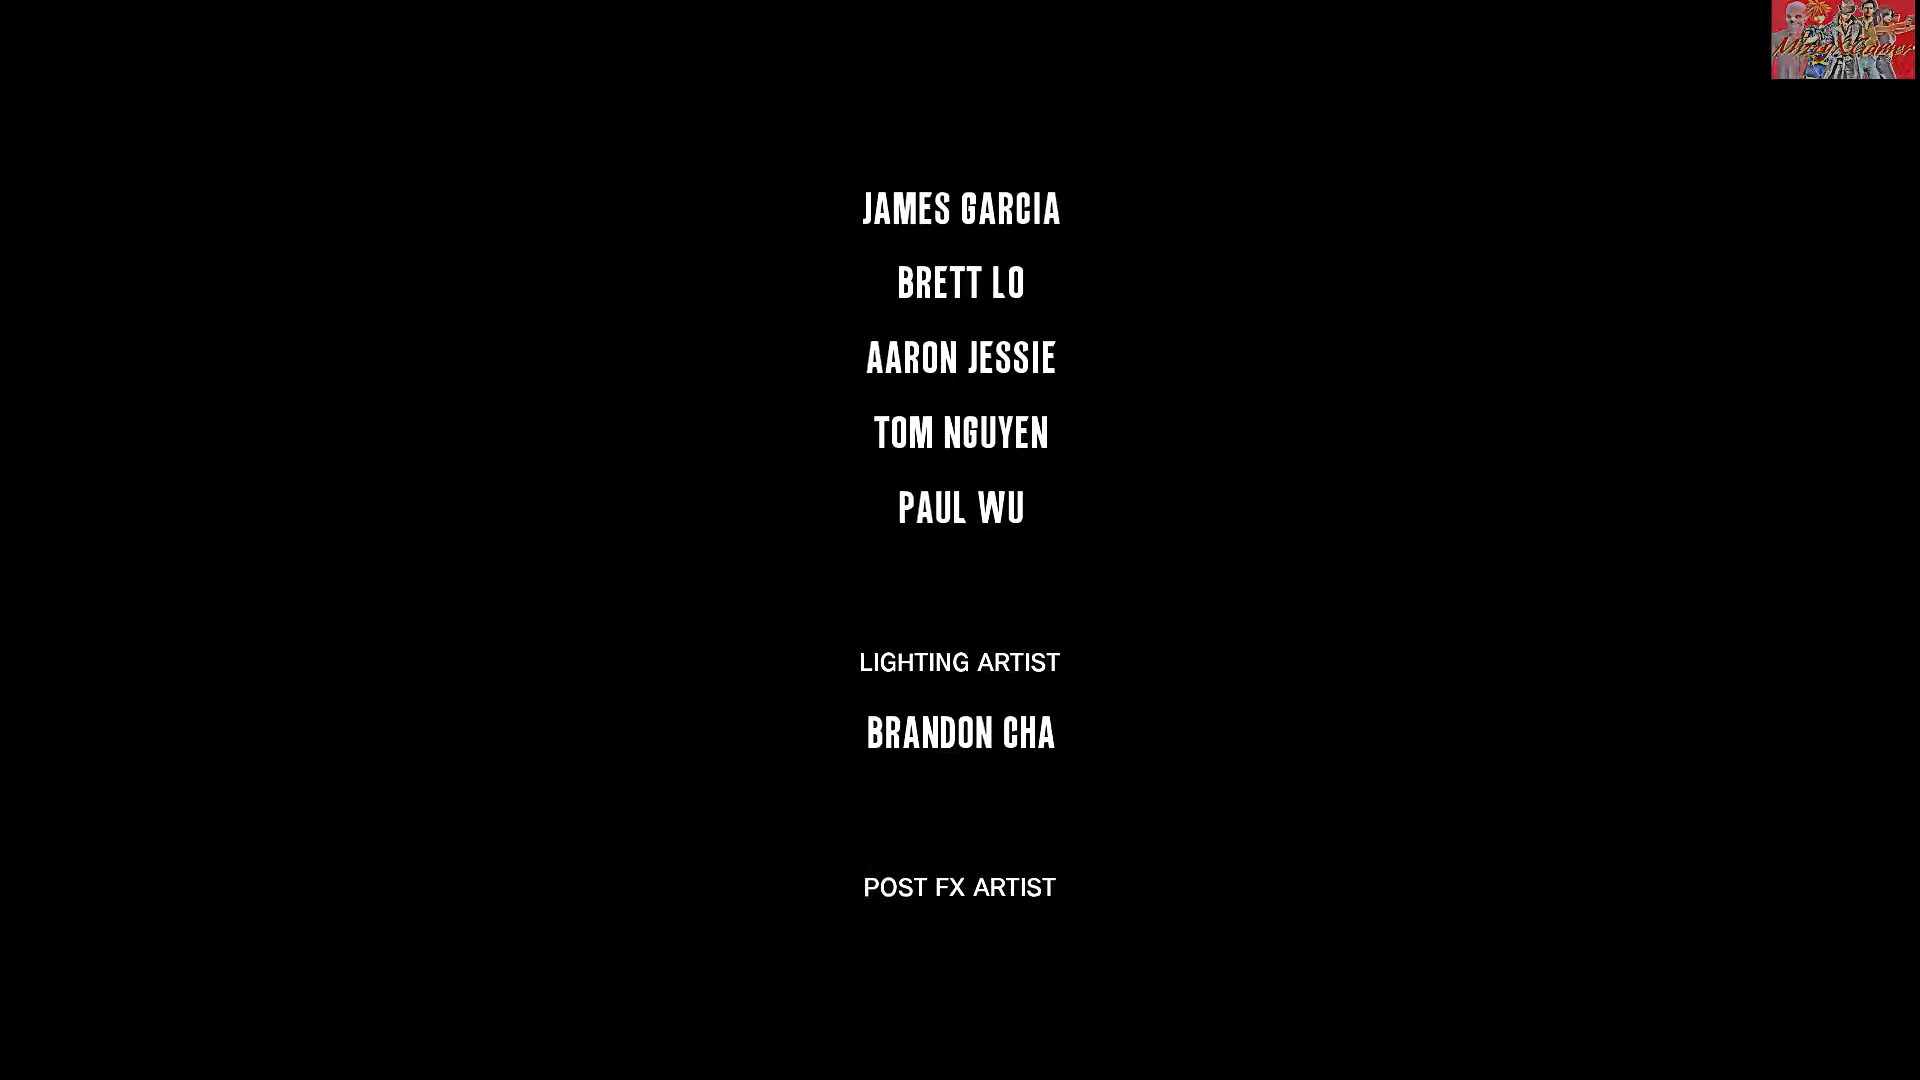 JAMES GARCIA
BRETT LO
AARON JESSIE
TOM NGUYEN
PAUL WU
LIGHTING ARTIST
BRANDON CHA
POST FX ARTIST